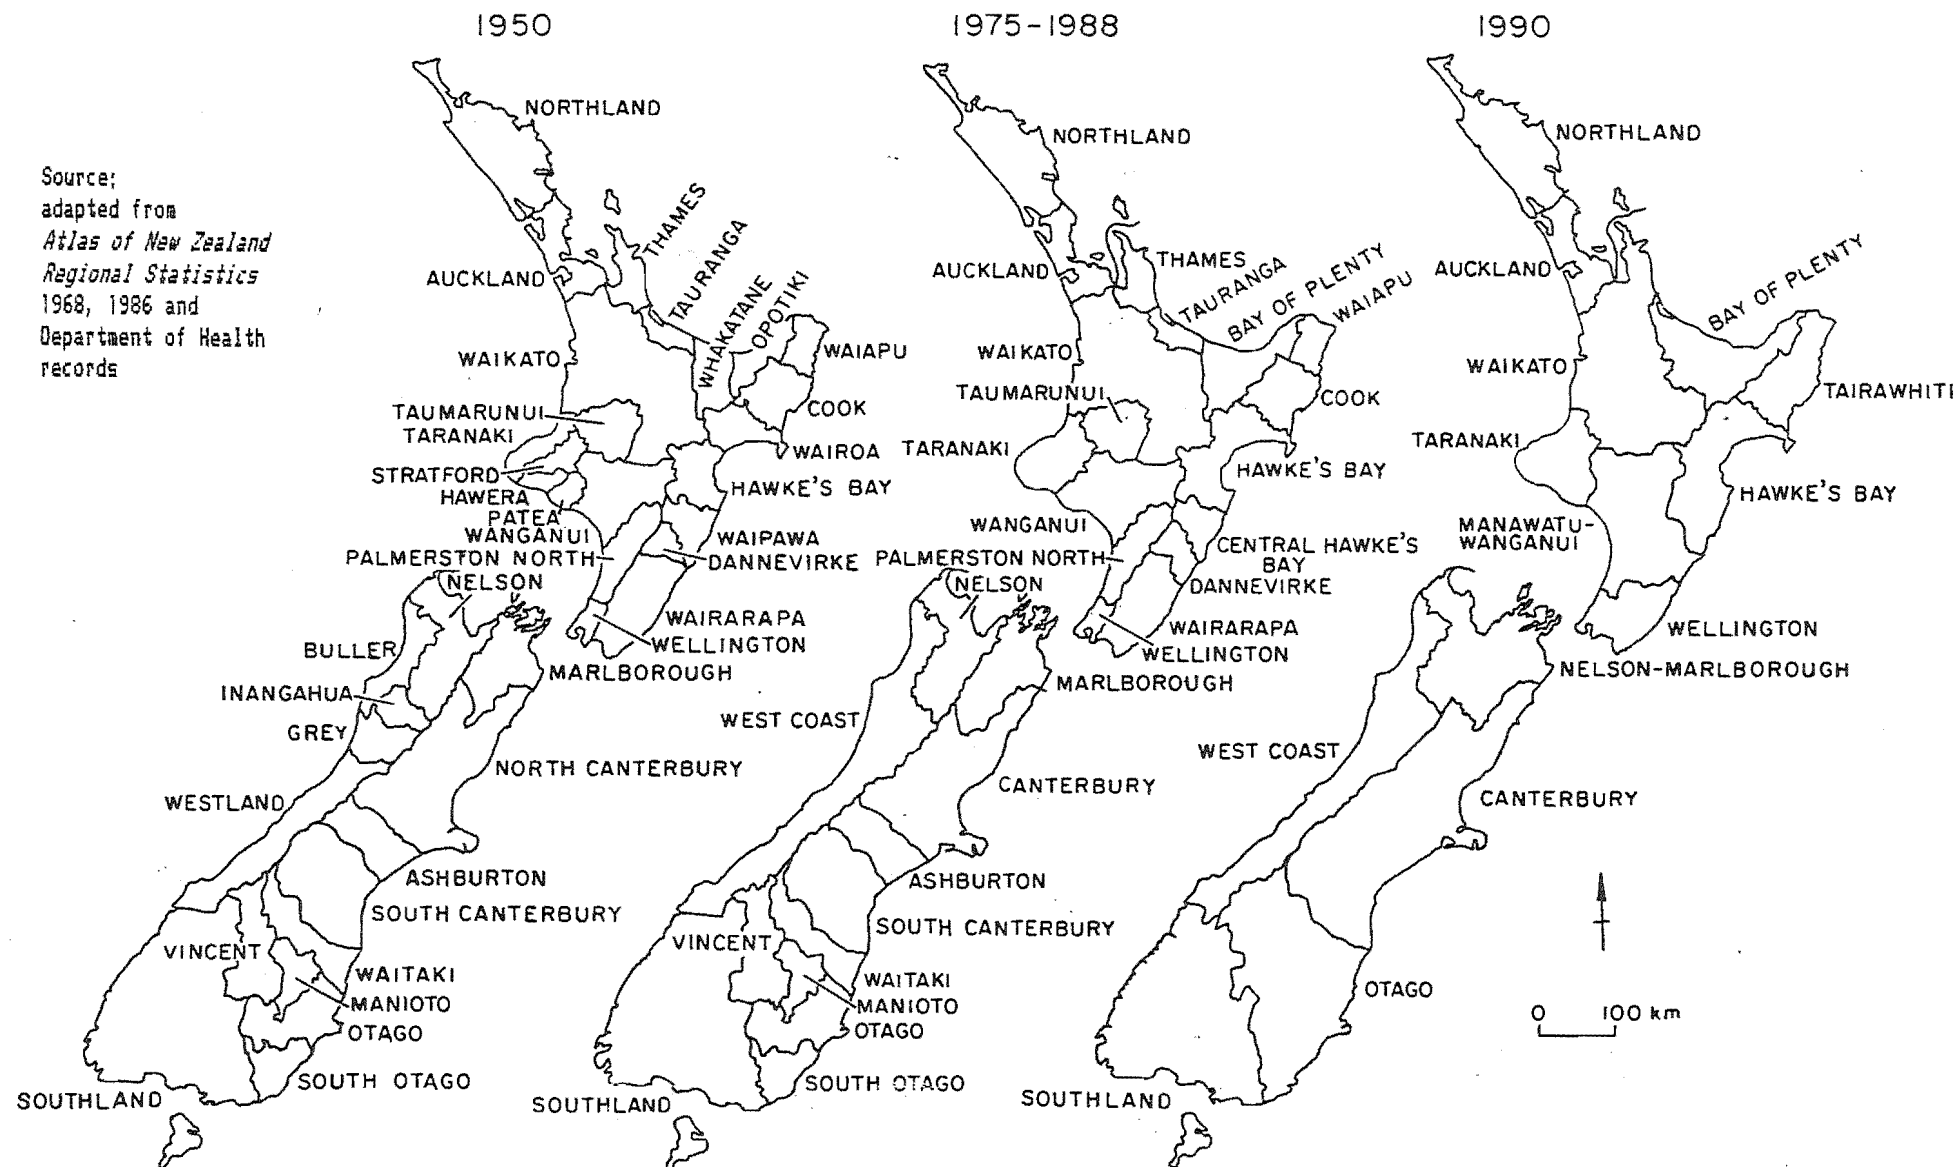 1950
1975-1988
1990
Source;
adapted from
Atlas of New Zealand
Regional Statistics
1968, 1986 and
Department of Health
records
NORTHLAND
THAMES
TAURANGA
AUCKLAND
WHAKATANE
OPOTIKI
WAIKATO
WAIAPU
TAUMARUNUI
COOK
TARANAKI
WAIROA
STRATFORD
HAWERA
HAWKE'S BAY
PATEA
WANGANUI
WAIPAWA
PALMERSTON NORTH
DANNEVIRKE
NELSON
WAIRARAPA
WELLINGTON
BULLER
MARLBOROUGH
INANGAHUA
GREY
NORTH CANTERBURY
WESTLAND
ASHBURTON
SOUTH CANTERBURY
VINCENT
WAITAKI
MANIOTO
OTAGO
SOUTH OTAGO
SOUTHLAND
NORTHLAND
THAMES
AUCKLAND
TAURANGA
BAY OF PLENTY
WAIAPU
WAIKATO
TAUMARUNUI
COOK
TARANAKI
HAWKE'S BAY
WANGANUI
CENTRAL HAWKE'S
BAY
PALMERSTON NORTH
DANNEVIRKE
NELSON
WAIRARAPA
WELLINGTON
MARLBOROUGH
WEST COAST
CANTERBURY
ASHBURTON
SOUTH CANTERBURY
VINCENT
WAITAKI
MANIOTO
OTAGO
SOUTH OTAGO
SOUTHLAND
NORTHLAND
AUCKLAND
BAY OF PLENTY
WAIKATO
TAIRAWHITI
TARANAKI
HAWKE'S BAY
MANAWATU-
WANGANUI
WELLINGTON
NELSON-MARLBOROUGH
WEST COAST
CANTERBURY
OTAGO
0 100 km
SOUTHLAND